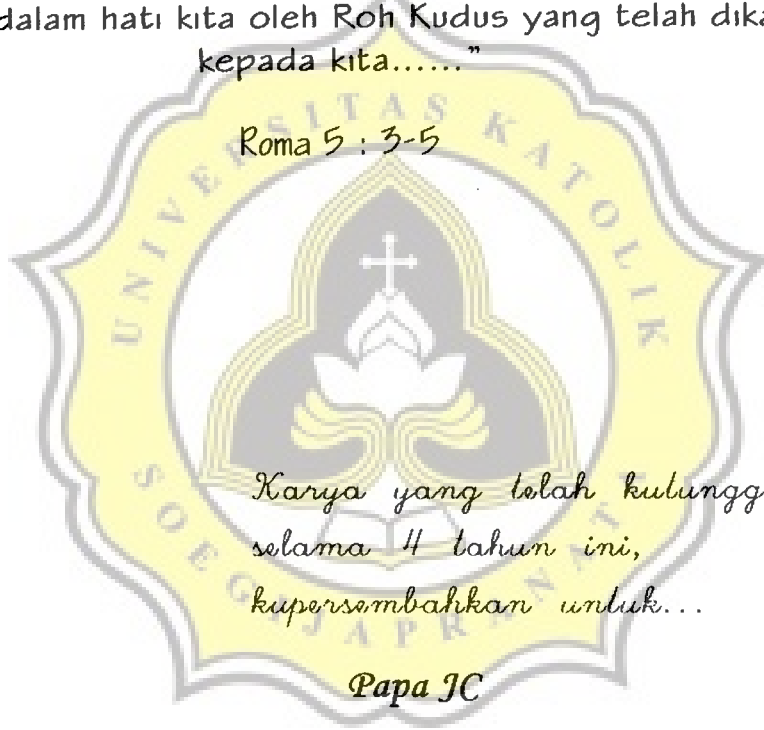 dalam hati kita oleh Roh Kudus yang telah dika
kepada kita......”
Roma 5 : 3-5
UNIVERSITAS KATOLIK
SOEGIJAPRANATA
Karya yang telah kutungg
selama 4 tahun ini,
kupersembahkan untuk...
Papa JC